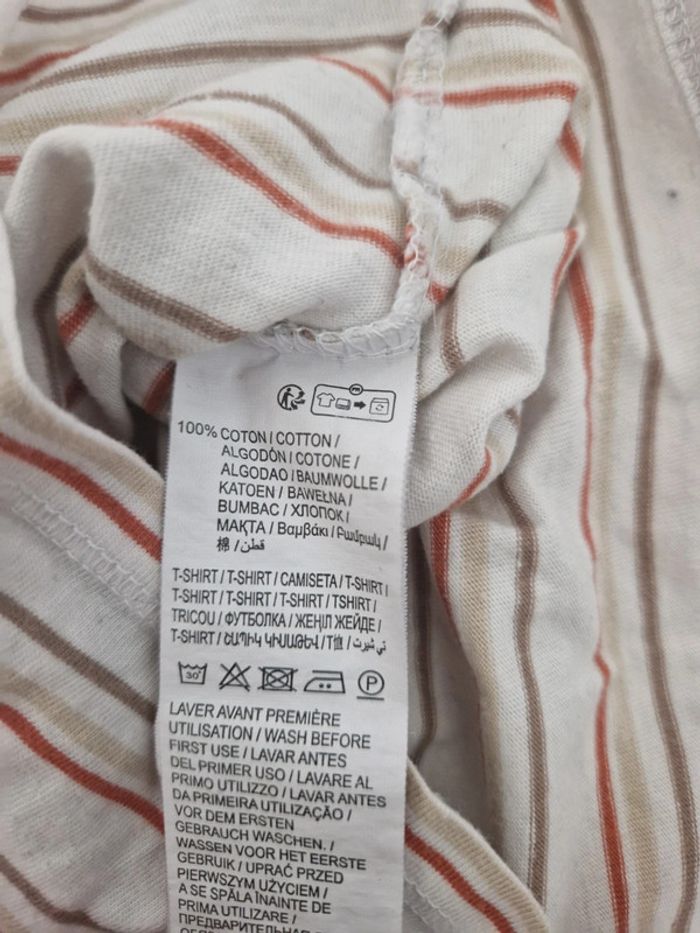 FR
100% COTON / COTTON /
ALGODÓN / COTONE /
ALGODAO / BAUMWOLLE /
KATOEN / BAWEŁNA /
BUMBAC / ХЛОПОК /
МАҚТА / Βαμβάκι / Բամբակ /
棉 / قطن /
T-SHIRT / T-SHIRT / CAMISETA / T-SHIRT /
T-SHIRT / T-SHIRT / T-SHIRT / TSHIRT /
TRICOU / ФУТБОЛКА / ЖЕҢІЛ ЖЕЙДЕ /
T-SHIRT / ՇԱՊԻԿ ԿԻՍԱԹԵՎ / T恤 / تي شيرت /
30°
P
LAVER AVANT PREMIÈRE
UTILISATION / WASH BEFORE
FIRST USE / LAVAR ANTES
DEL PRIMER USO / LAVARE AL
PRIMO UTILIZZO / LAVAR ANTES
DA PRIMEIRA UTILIZAÇÃO /
VOR DEM ERSTEN
GEBRAUCH WASCHEN. /
WASSEN VOOR HET EERSTE
GEBRUIK / UPRAĆ PRZED
PIERWSZYM UŻYCIEM /
A SE SPĂLA ÎNAINTE DE
PRIMA UTILIZARE /
ПРЕДВАРИТЕЛЬНАЯ